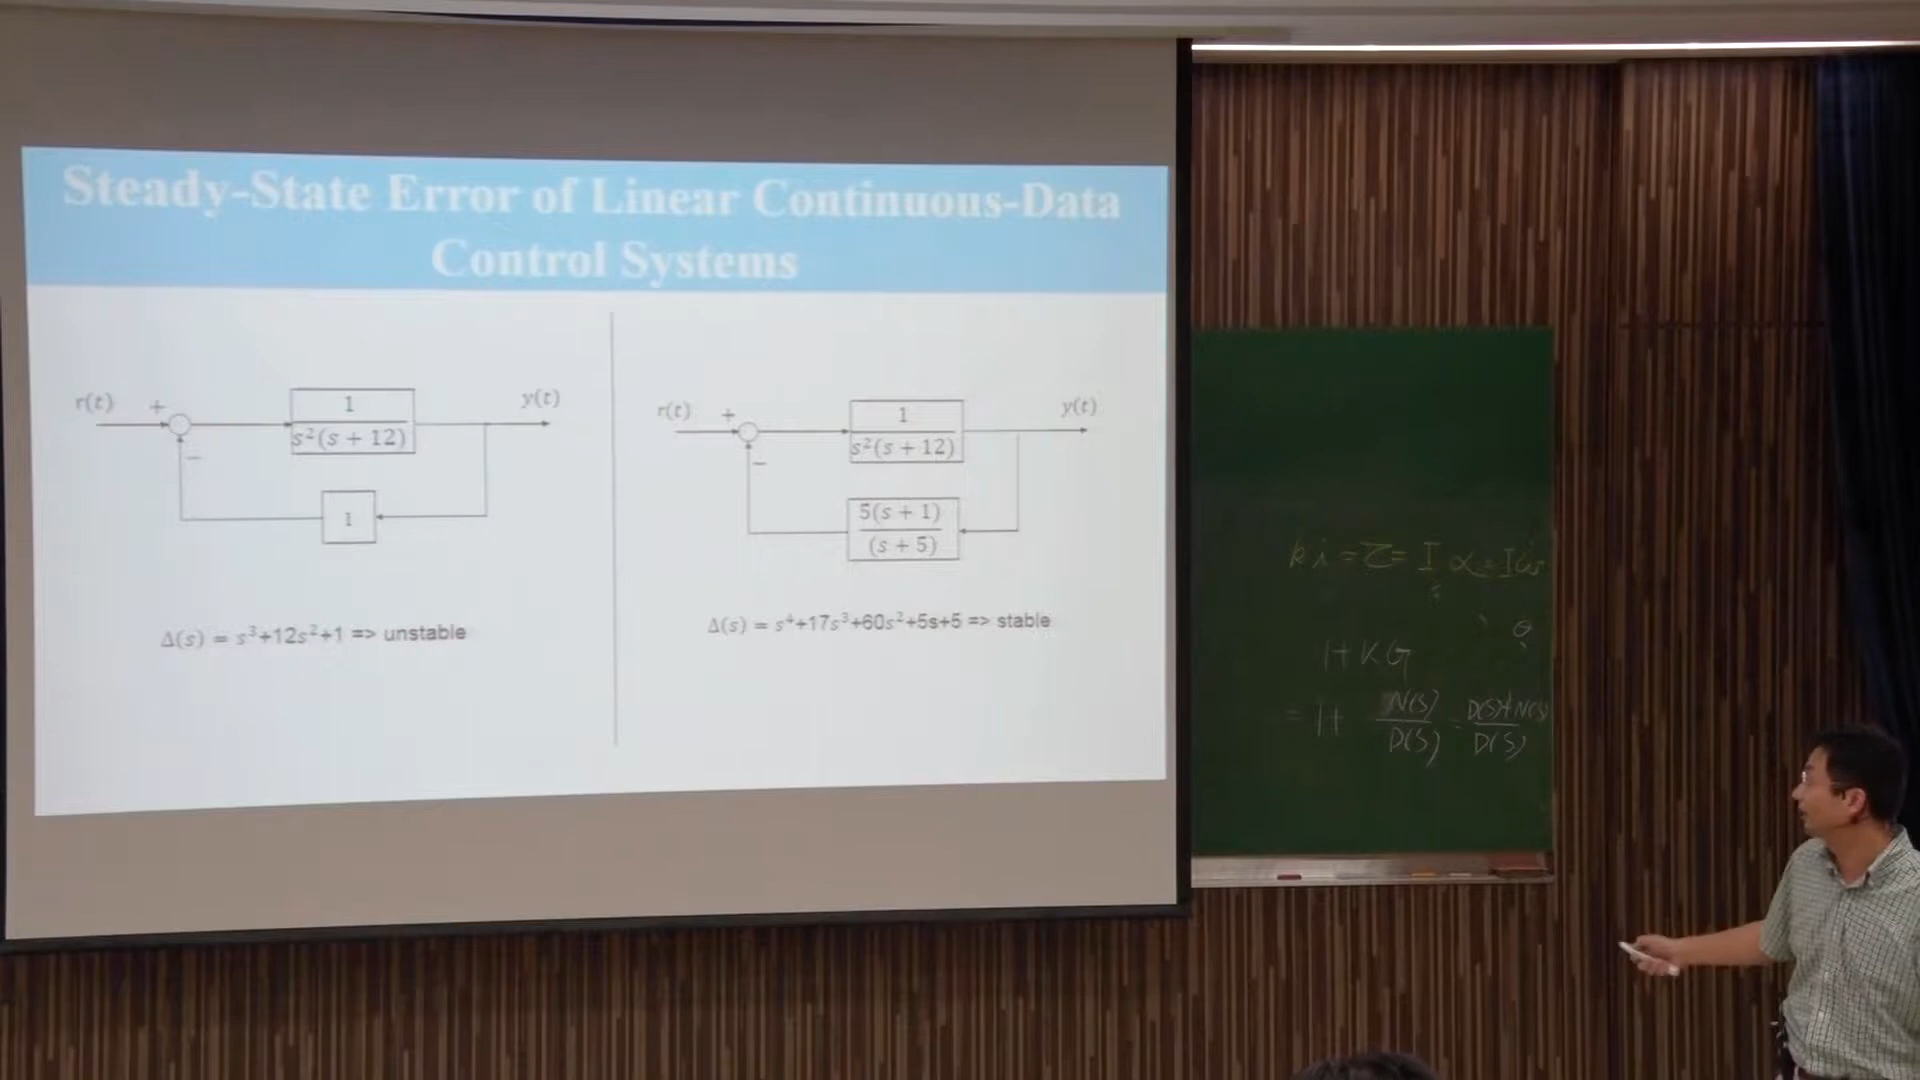 Steady-State Error of Linear Continuous-Data
Control Systems
r(t)
+
1
s²(s + 12)
y(t)
−
1
Δ(s) = s³+12s²+1 => unstable
r(t)
+
1
s²(s + 12)
y(t)
−
5(s + 1)
(s + 5)
Δ(s) = s⁴+17s³+60s²+5s+5 => stable
1+KG
= 1+ N(S)/D(S) = D(S)+N(S)/D(S)